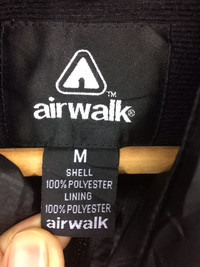 TM
airwalk®
M
SHELL
100% POLYESTER
LINING
100% POLYESTER
airwalk